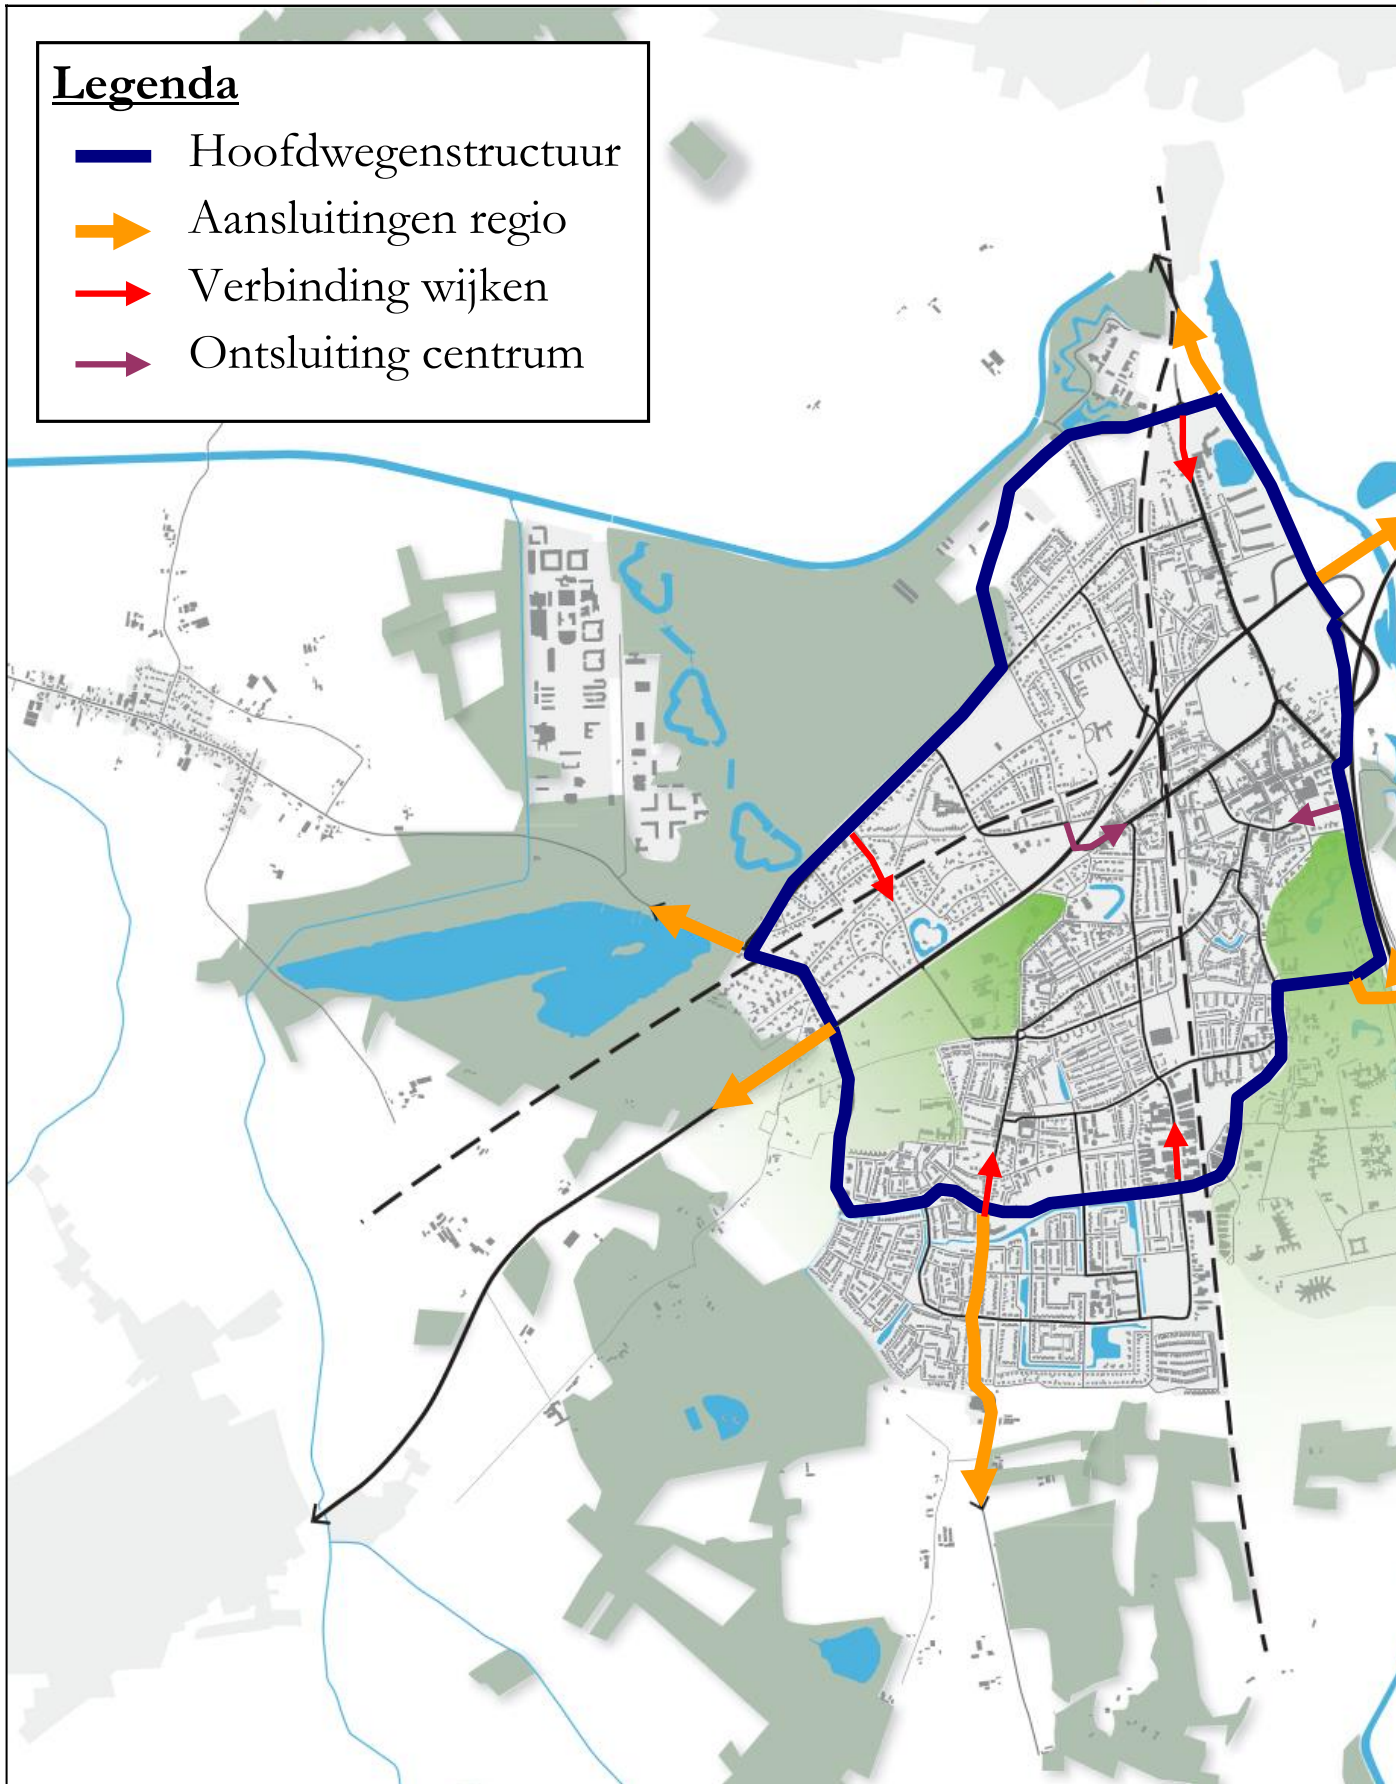 Legenda
Hoofdwegenstructuur
Aansluitingen regio
Verbinding wijken
Ontsluiting centrum